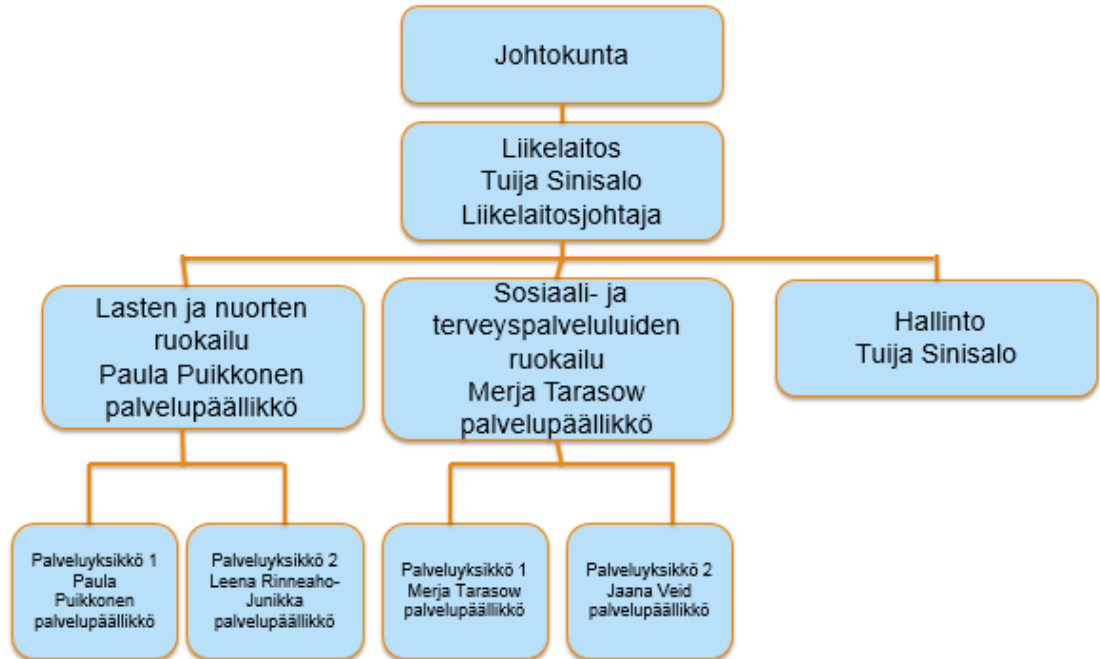 Johtokunta
Liikelaitos
Tuija Sinisalo
Liikelaitosjohtaja
Lasten ja nuorten
ruokailu
Paula Puikkonen
palvelupäällikkö
Sosiaali- ja
terveyspalveluluiden
ruokailu
Merja Tarasow
palvelupäällikkö
Hallinto
Tuija Sinisalo
Palveluyksikkö 1
Paula
Puikkonen
palvelupäällikkö
Palveluyksikkö 2
Leena Rinneaho-
Junikka
palvelupäällikkö
Palveluyksikkö 1
Merja Tarasow
palvelupäällikkö
Palveluyksikkö 2
Jaana Veid
palvelupäällikkö